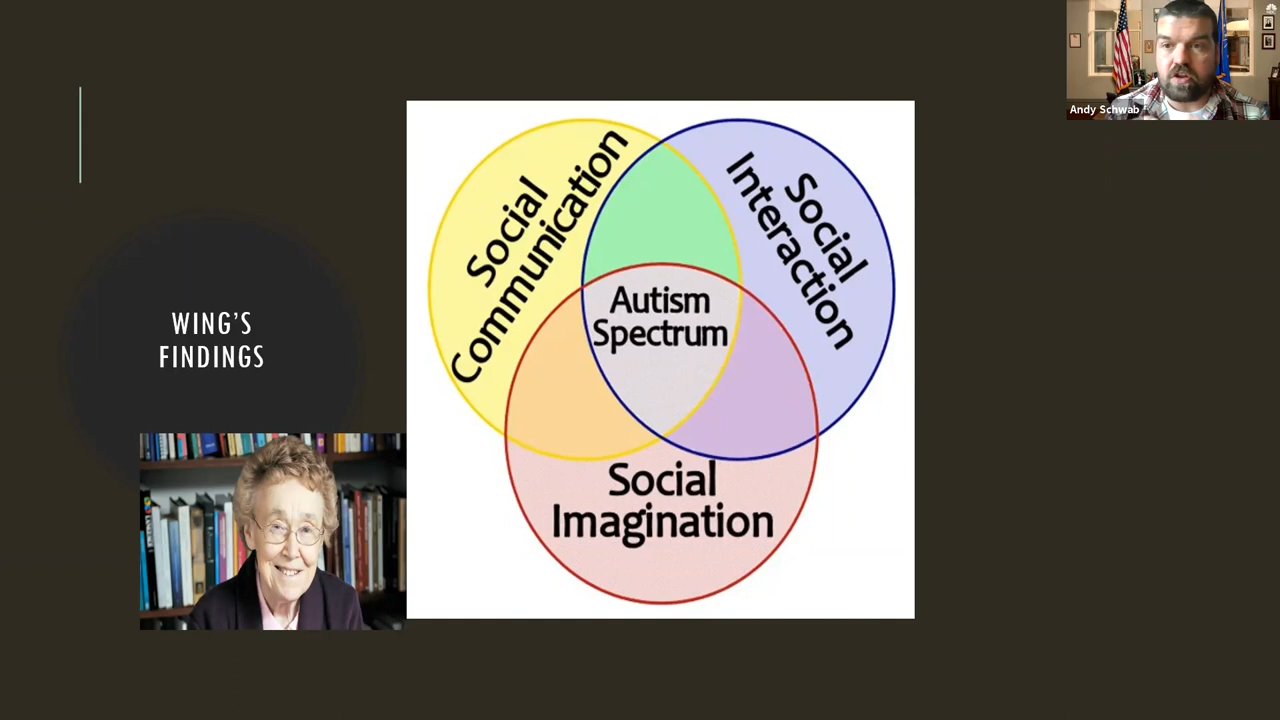 WING'S
FINDINGS
Social
Communication
Social
Interaction
Autism
Spectrum
Social
Imagination
Andy Schwab